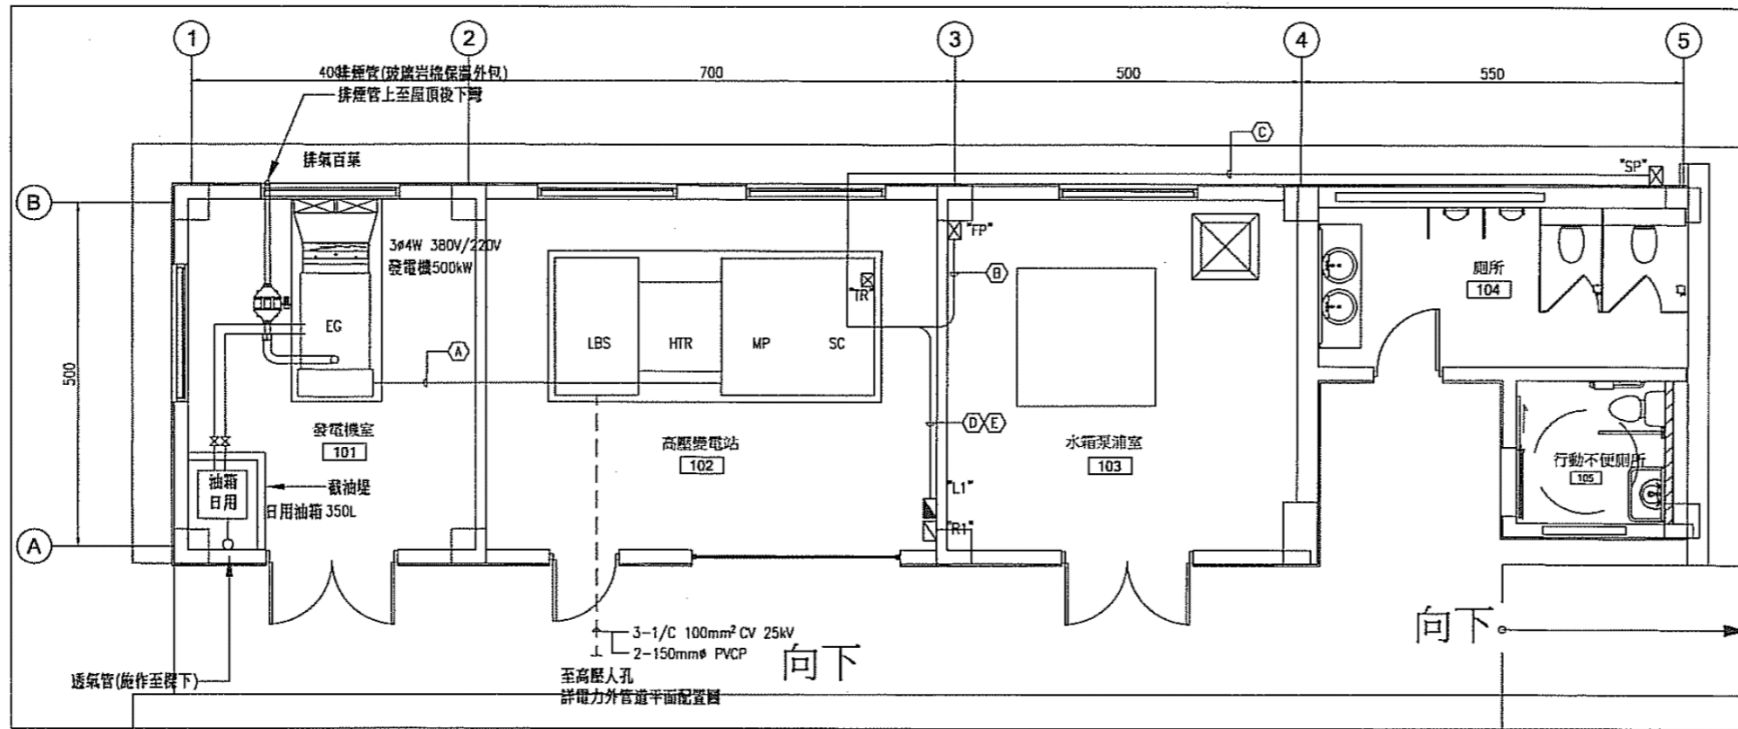 1
2
3
4
5
400排煙管(玻璃岩棉保溫外包)
700
500
550
排煙管上至屋頂後下彎
C
排氣百葉
"SP"
B
3ø4W 380V/220V
發電機500kW
"FP"
B
廁所
104
"TR"
EG
LBS
HTR
MP
SC
A
500
發電機室
101
高壓變電站
102
D
E
水箱泵浦室
103
行動不便廁所
105
油箱
日用
截油堤
日用油箱 350L
"L1"
"R1"
A
3-1/C 100mm² CV 25kV
2-150mmø PVCP
向下
向下
至高壓人孔
詳電力外管道平面配置圖
透氣管(施作至樑下)